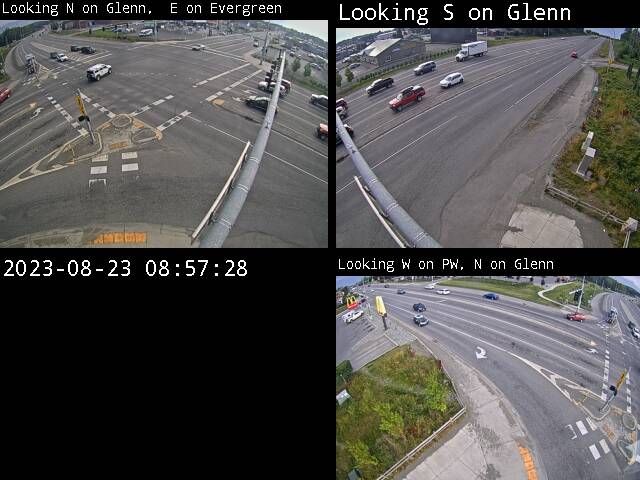 Looking N on Glenn,  E on Evergreen
Looking S on Glenn
2023-08-23 08:57:28
Looking W on PW, N on Glenn